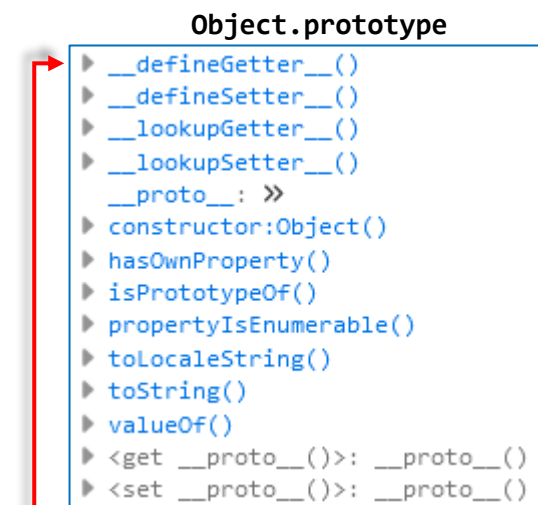 Object.prototype
__defineGetter__()
__defineSetter__()
__lookupGetter__()
__lookupSetter__()
__proto__: »
constructor:Object()
hasOwnProperty()
isPrototypeOf()
propertyIsEnumerable()
toLocaleString()
toString()
valueOf()
<get __proto__()>: __proto__()
<set __proto__()>: __proto__()